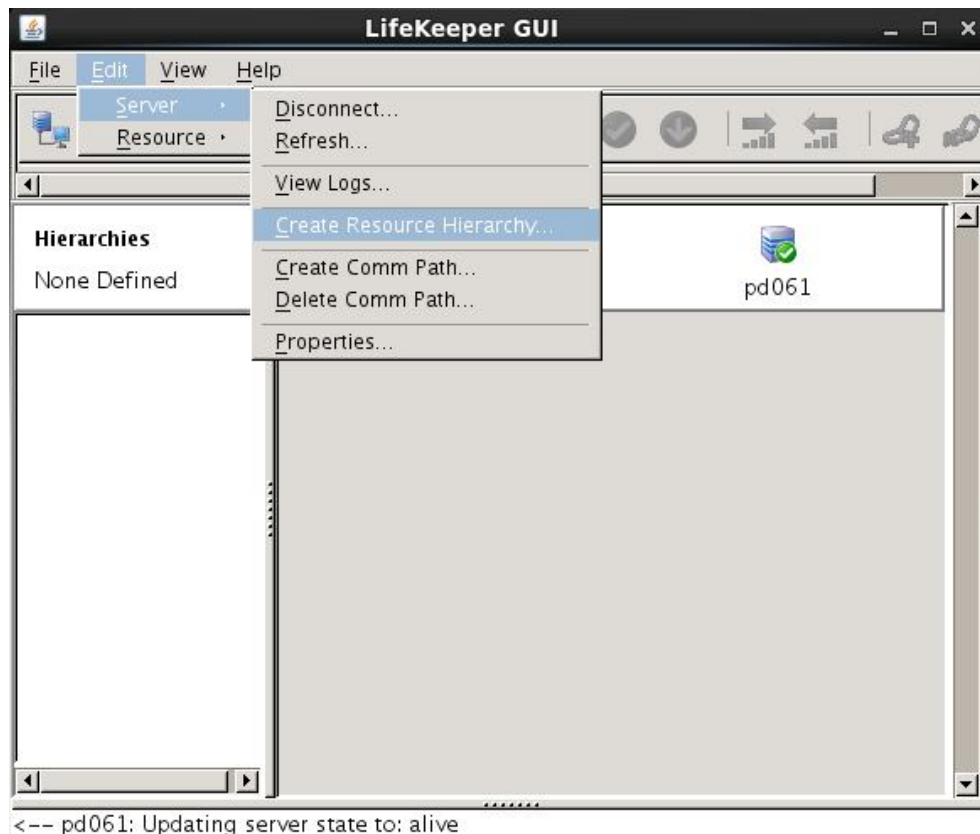 LifeKeeper GUI
File Edit View Help
Server
Resource
Disconnect...
Refresh...
View Logs...
Create Resource Hierarchy...
Create Comm Path...
Delete Comm Path...
Properties...
Hierarchies
None Defined
pd061
<-- pd061: Updating server state to: alive